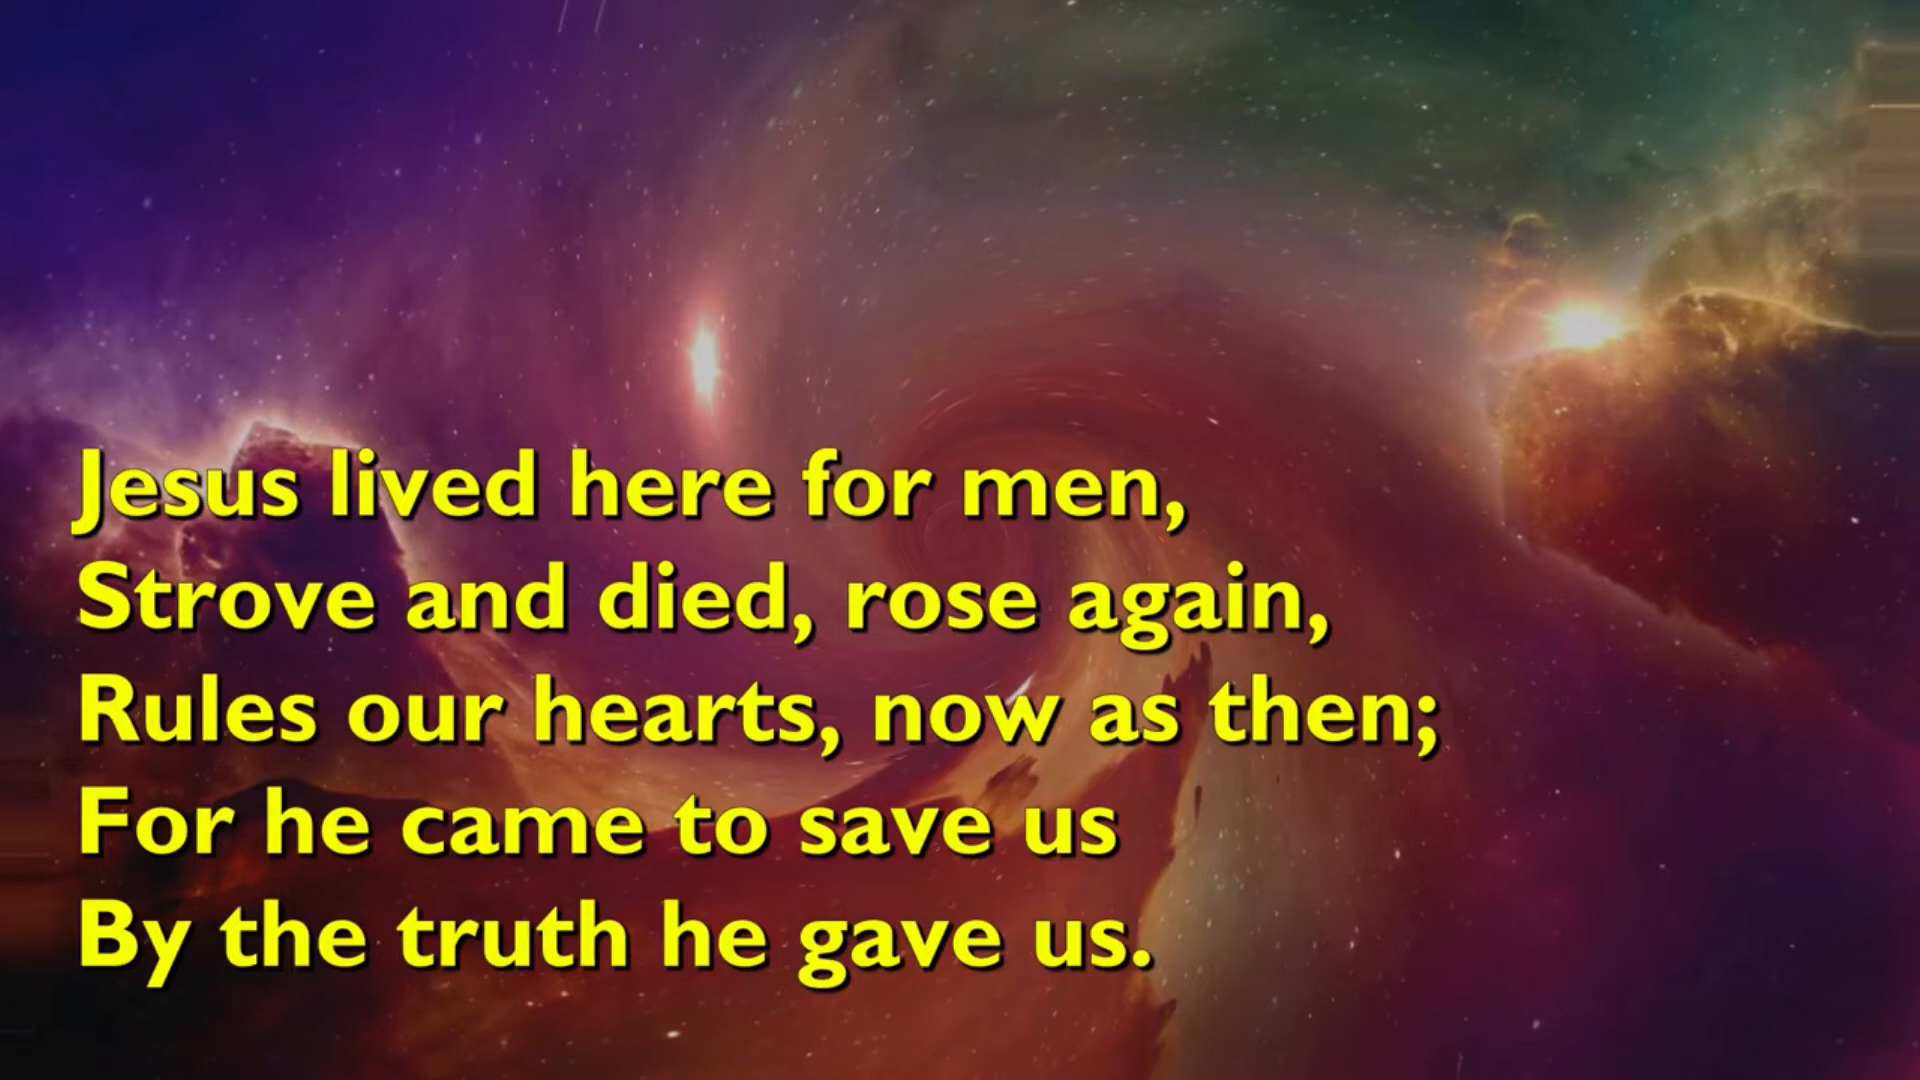 Jesus lived here for men,
Strove and died, rose again,
Rules our hearts, now as then;
For he came to save us
By the truth he gave us.